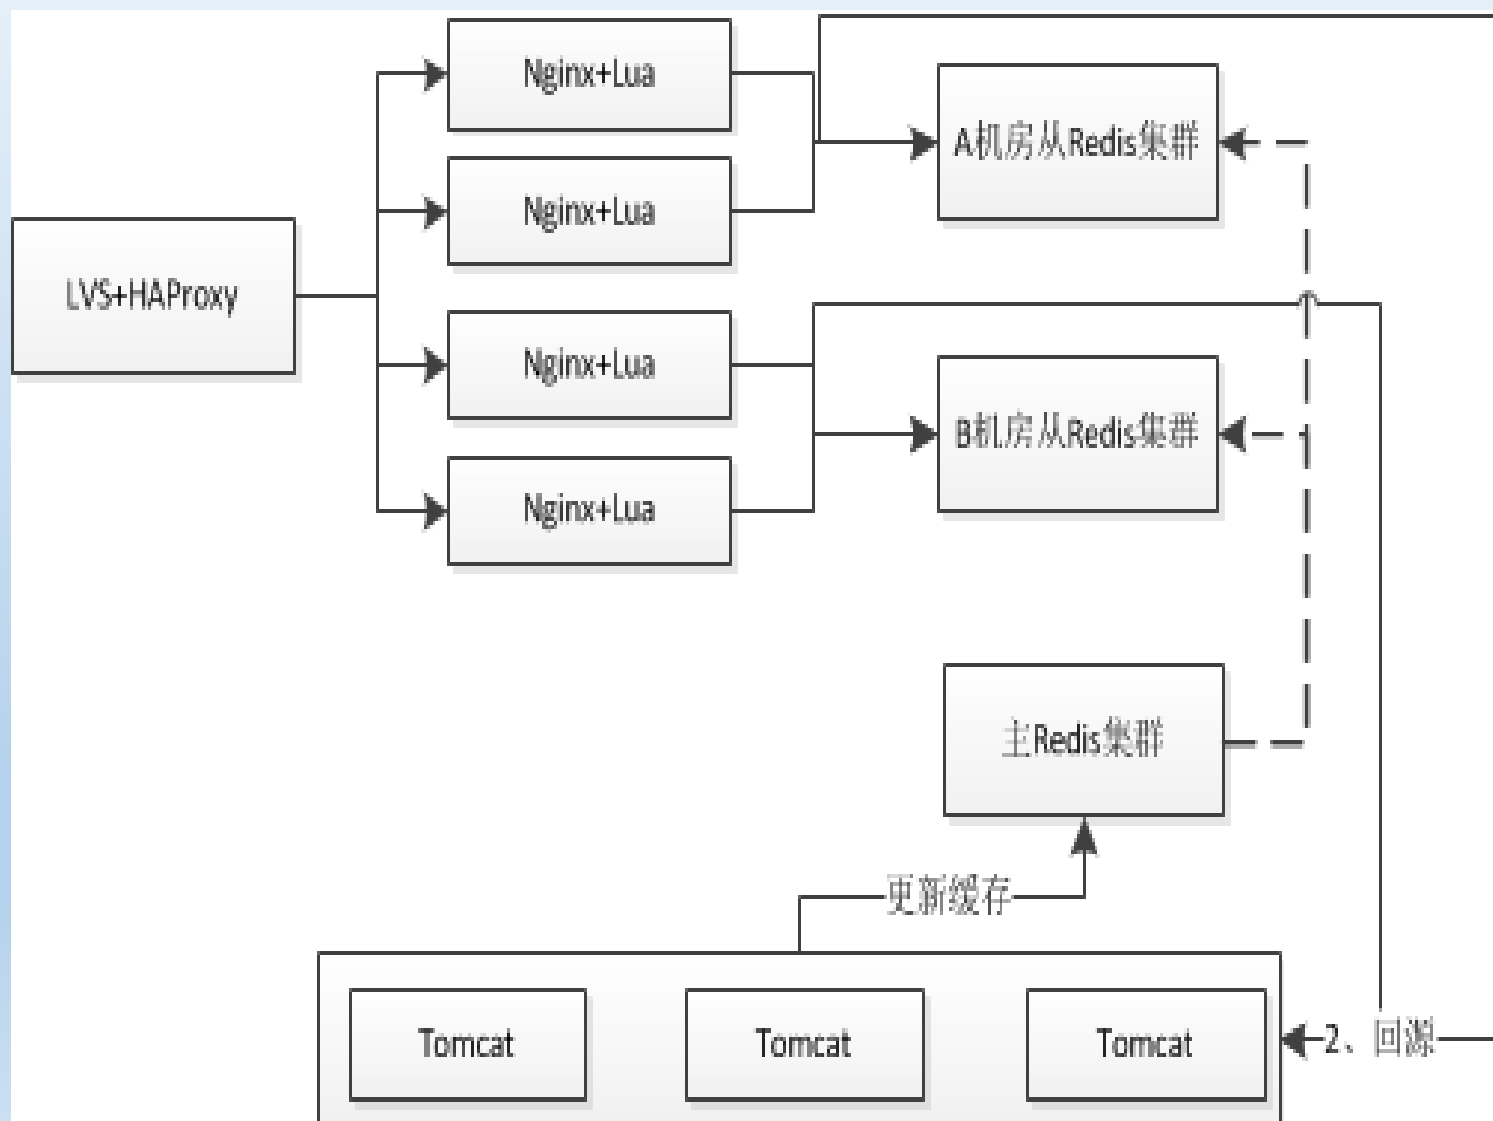 Nginx+Lua
A机房从Redis集群
Nginx+Lua
LVS+HAProxy
Nginx+Lua
B机房从Redis集群
Nginx+Lua
主Redis集群
更新缓存
Tomcat
Tomcat
Tomcat
2、回源